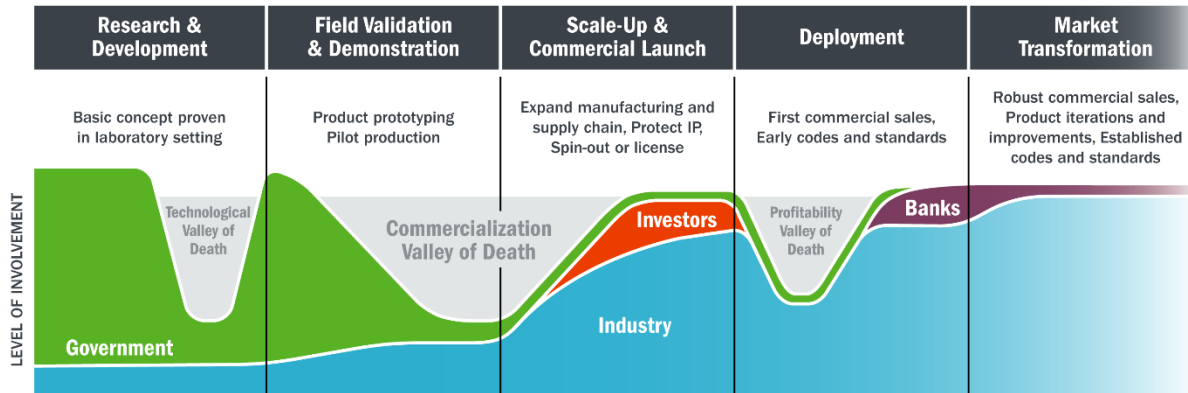 Research &
Development
Field Validation
& Demonstration
Scale-Up &
Commercial Launch
Deployment
Market
Transformation
Basic concept proven
in laboratory setting
Product prototyping
Pilot production
Expand manufacturing and
supply chain, Protect IP,
Spin-out or license
First commercial sales,
Early codes and standards
Robust commercial sales,
Product iterations and
improvements, Established
codes and standards
LEVEL OF INVOLVEMENT
Technological
Valley of
Death
Commercialization
Valley of Death
Investors
Profitability
Valley of
Death
Banks
Government
Industry